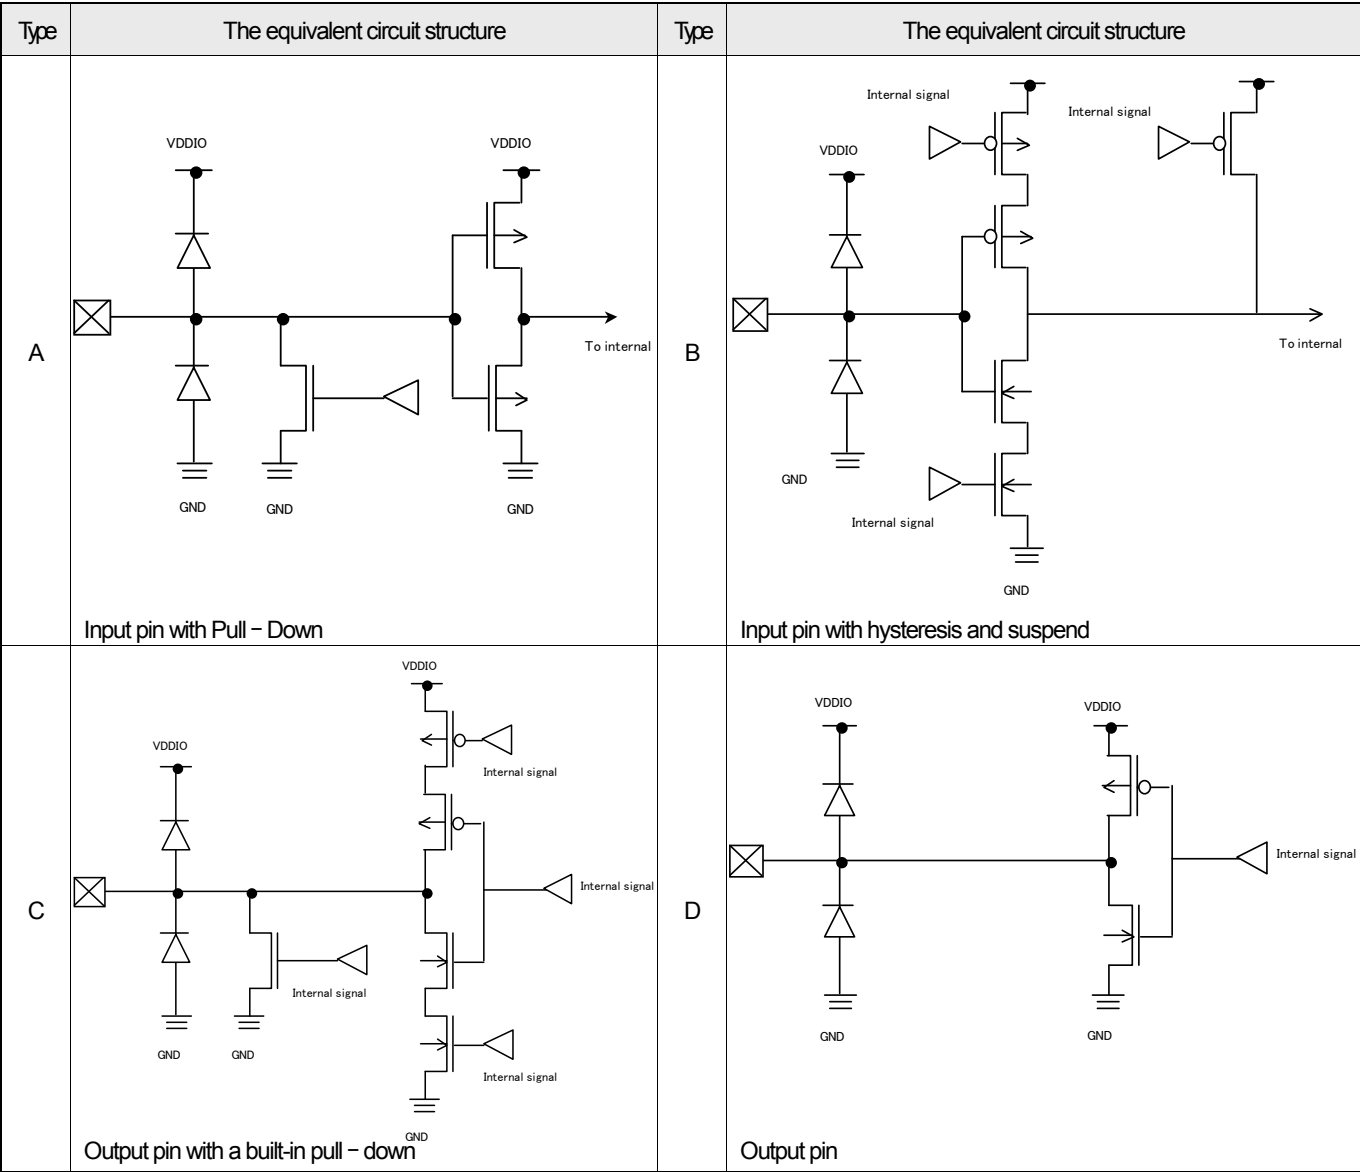 Type
The equivalent circuit structure
Type
The equivalent circuit structure
A
VDDIO
VDDIO
To internal
GND
GND
GND
Input pin with Pull – Down
B
Internal signal
Internal signal
VDDIO
To internal
GND
Internal signal
GND
Input pin with hysteresis and suspend
C
VDDIO
Internal signal
VDDIO
Internal signal
Internal signal
GND
GND
Internal signal
GND
Output pin with a built-in pull – down
D
VDDIO
VDDIO
Internal signal
GND
GND
Output pin